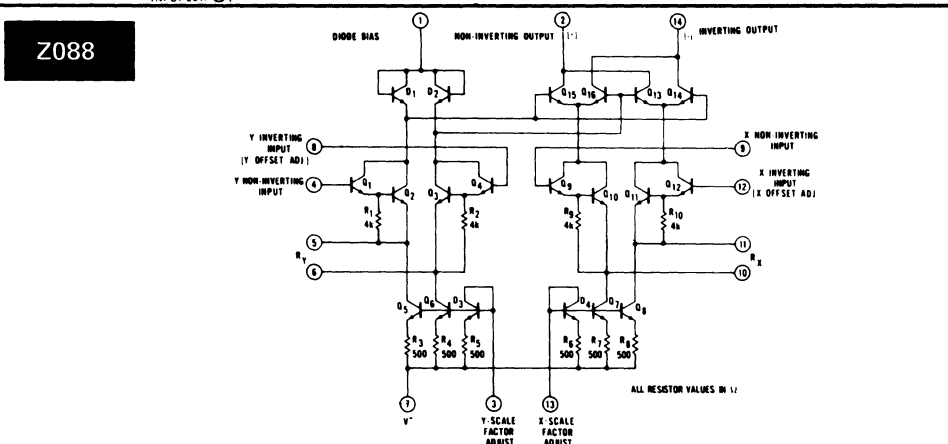 Z088
1
2
14
DIODE BIAS
NON-INVERTING OUTPUT
(-)
(-)
INVERTING OUTPUT
D1
D2
Q15
Q16
Q13
Q14
Y INVERTING
INPUT
[Y OFFSET ADJ]
8
X NON-INVERTING
INPUT
9
Y NON-INVERTING
INPUT
4
Q1
Q2
Q3
Q4
Q9
Q10
Q11
Q12
X INVERTING
INPUT
[X OFFSET ADJ
12
R1
4k
R2
4k
R9
4k
R10
4k
5
RY
6
11
RX
10
Q5
Q6
D3
D4
Q7
Q8
R3
500
R4
500
R5
500
R6
500
R7
500
R8
500
ALL RESISTOR VALUES IN Ω
7
V-
3
Y-SCALE
FACTOR
ADJUST
13
X-SCALE
FACTOR
ADJUST